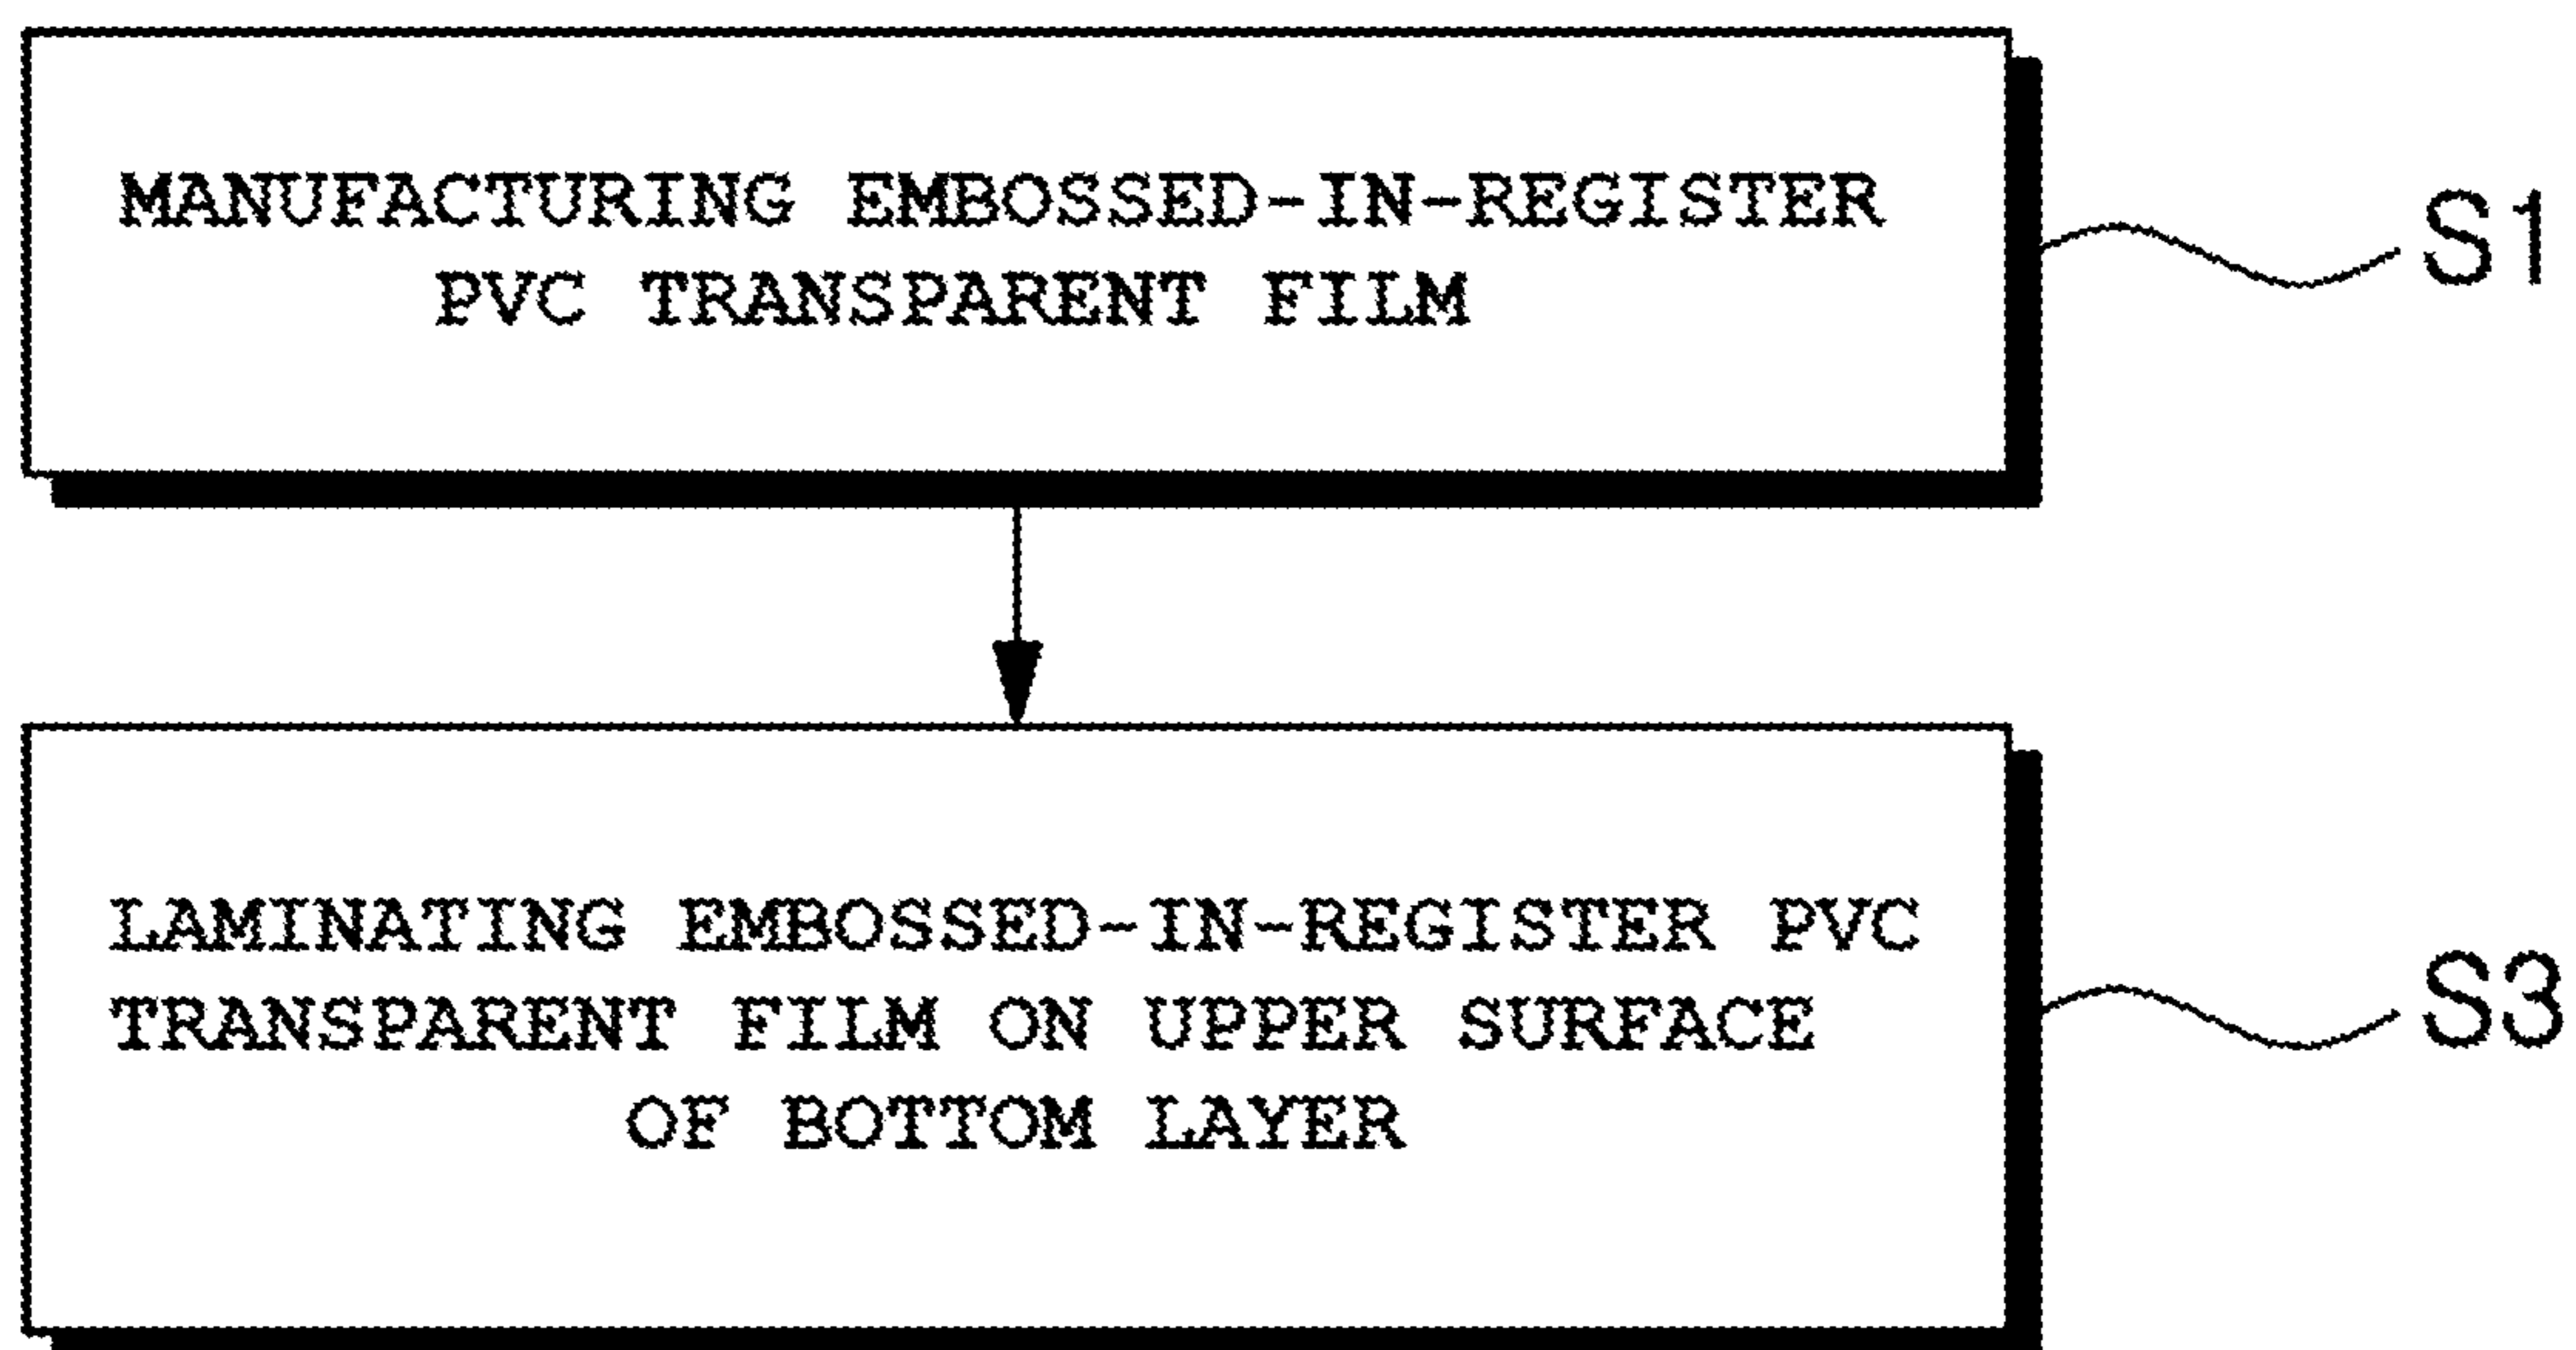 MANUFACTURING EMBOSSED-IN-REGISTER
PVC TRANSPARENT FILM
S1
LAMINATING EMBOSSED-IN-REGISTER PVC
TRANSPARENT FILM ON UPPER SURFACE
OF BOTTOM LAYER
S3